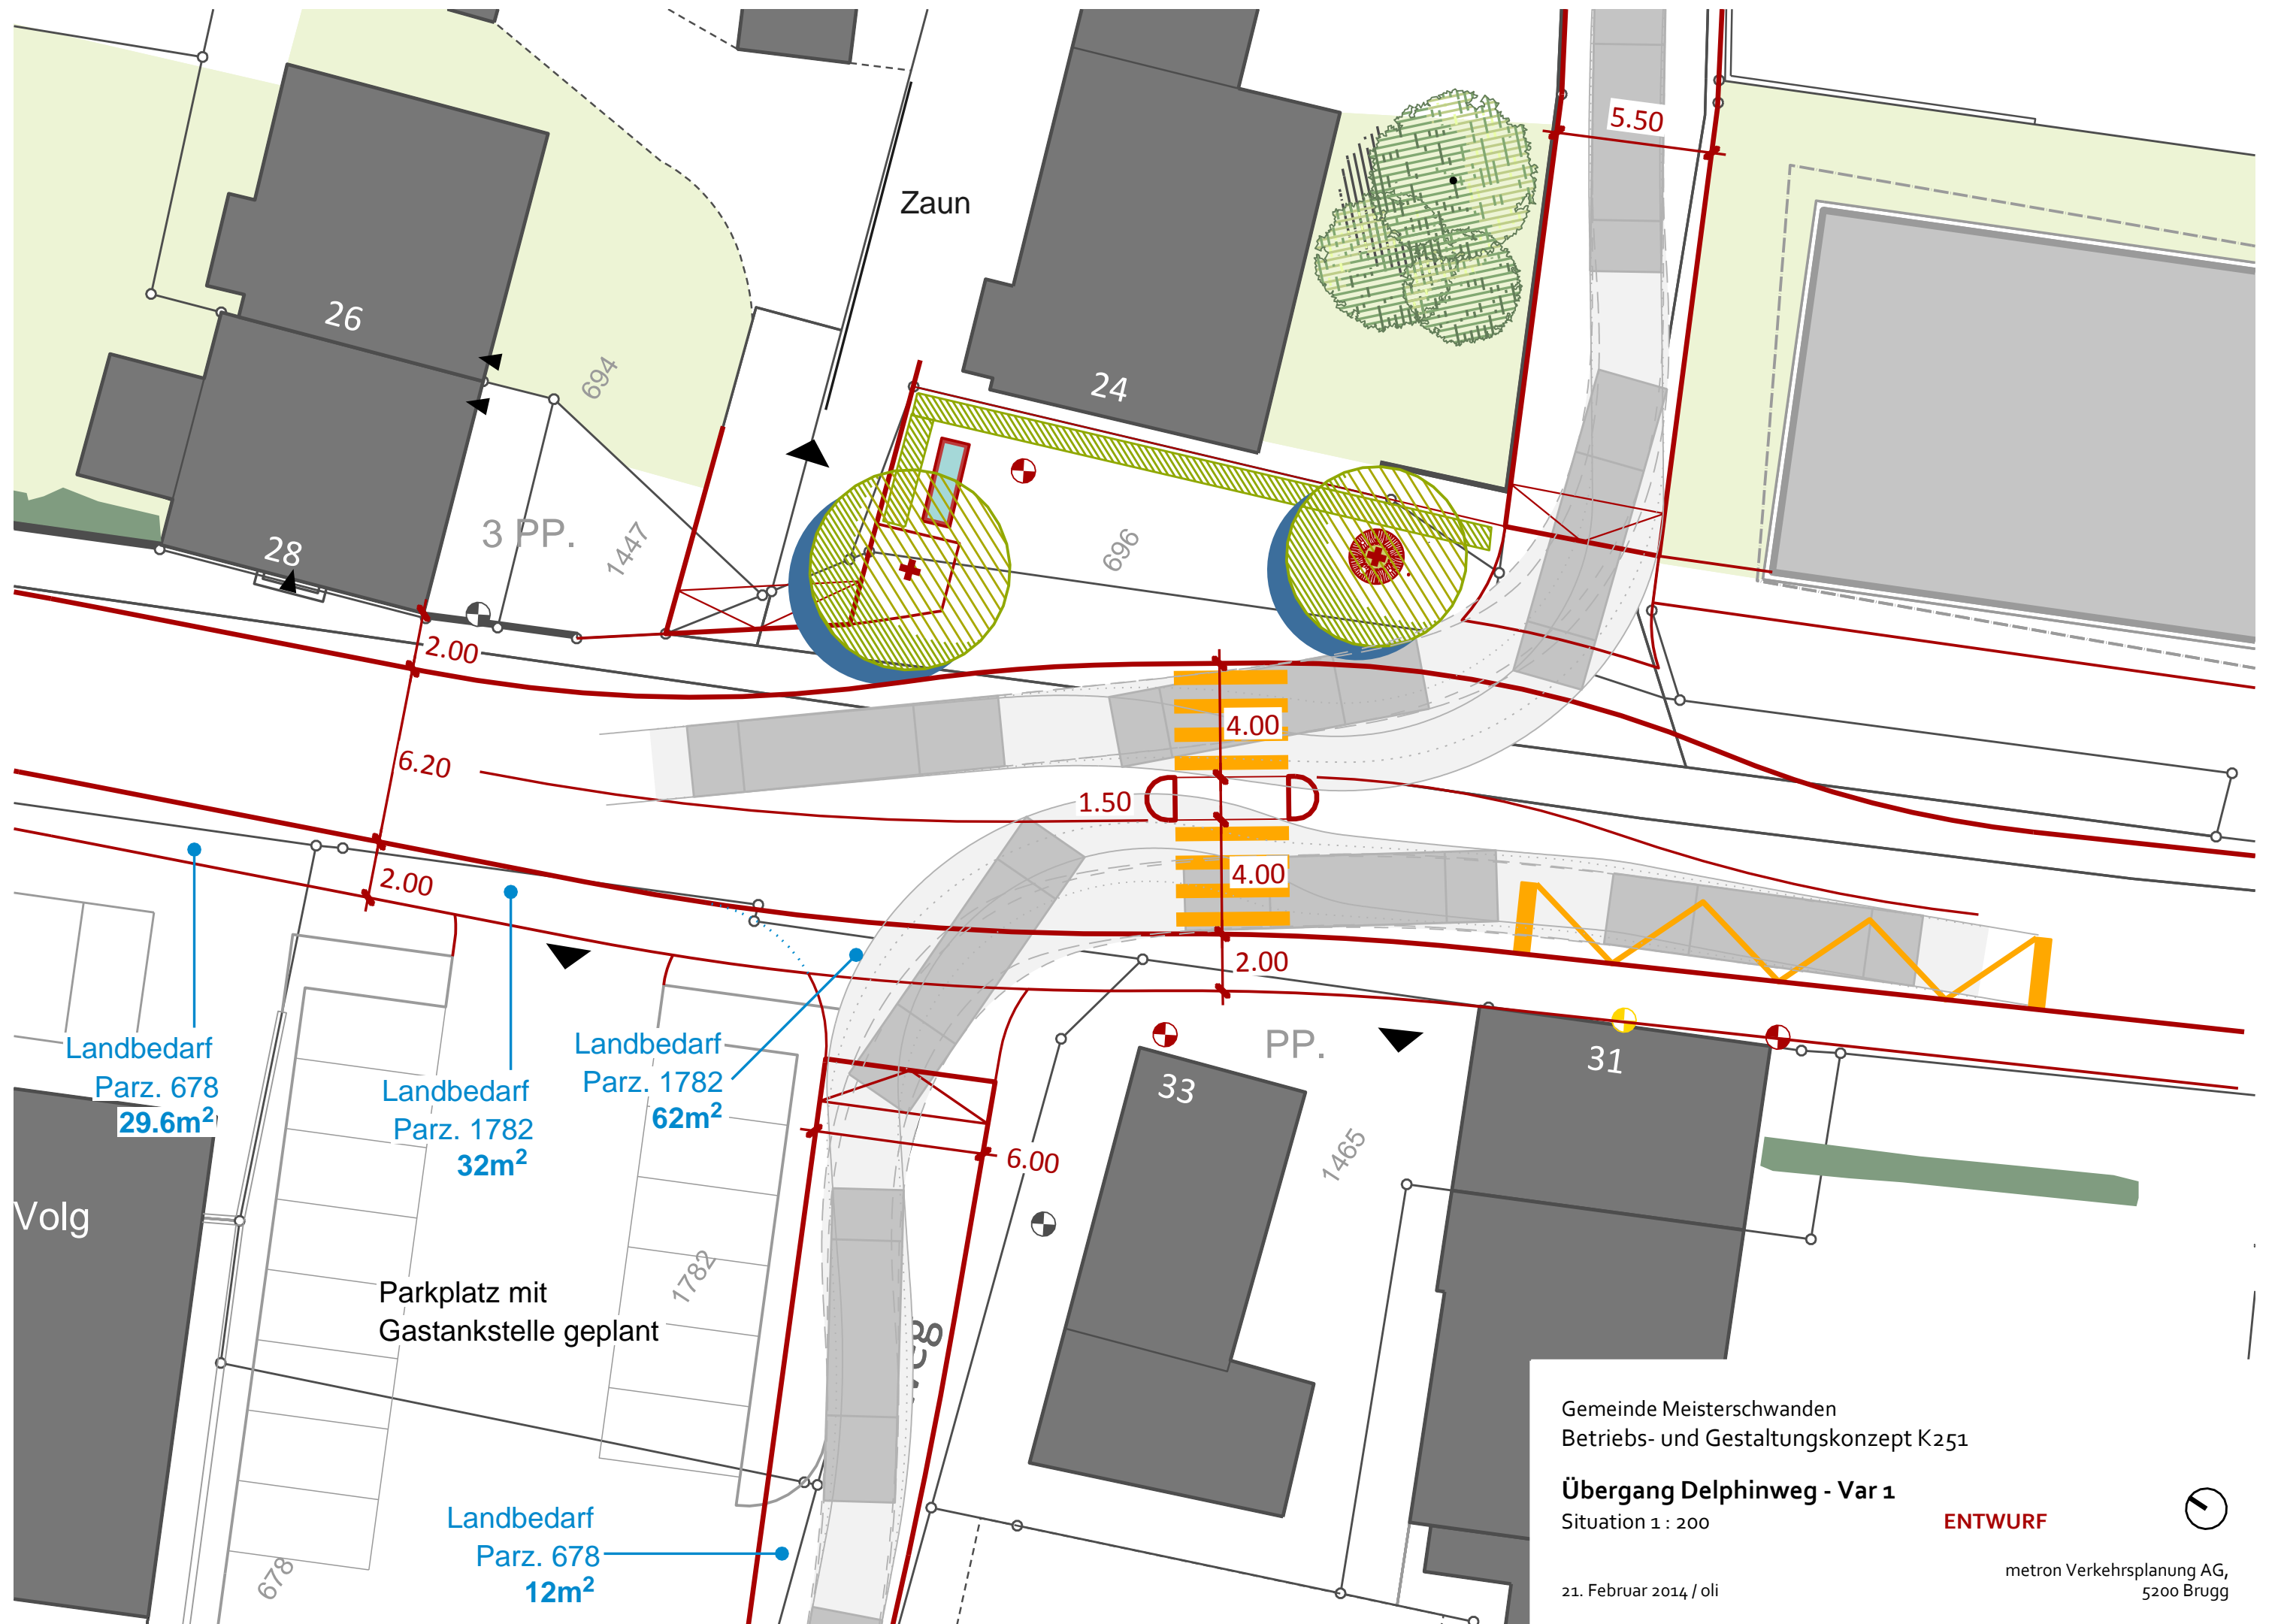 5.50
Zaun
26
24
694
28
3 PP.
1447
696
2.00
4.00
6.20
1.50
4.00
2.00
2.00
Landbedarf
Parz. 678
29.6m²
Landbedarf
Parz. 1782
32m²
Landbedarf
Parz. 1782
62m²
PP.
33
31
6.00
1465
Volg
1782
Parkplatz mit
Gastankstelle geplant
Landbedarf
Parz. 678
12m²
678
Gemeinde Meisterschwanden
Betriebs- und Gestaltungskonzept K251
Übergang Delphinweg - Var 1
Situation 1 : 200
ENTWURF
21. Februar 2014 / oli
metron Verkehrsplanung AG,
5200 Brugg